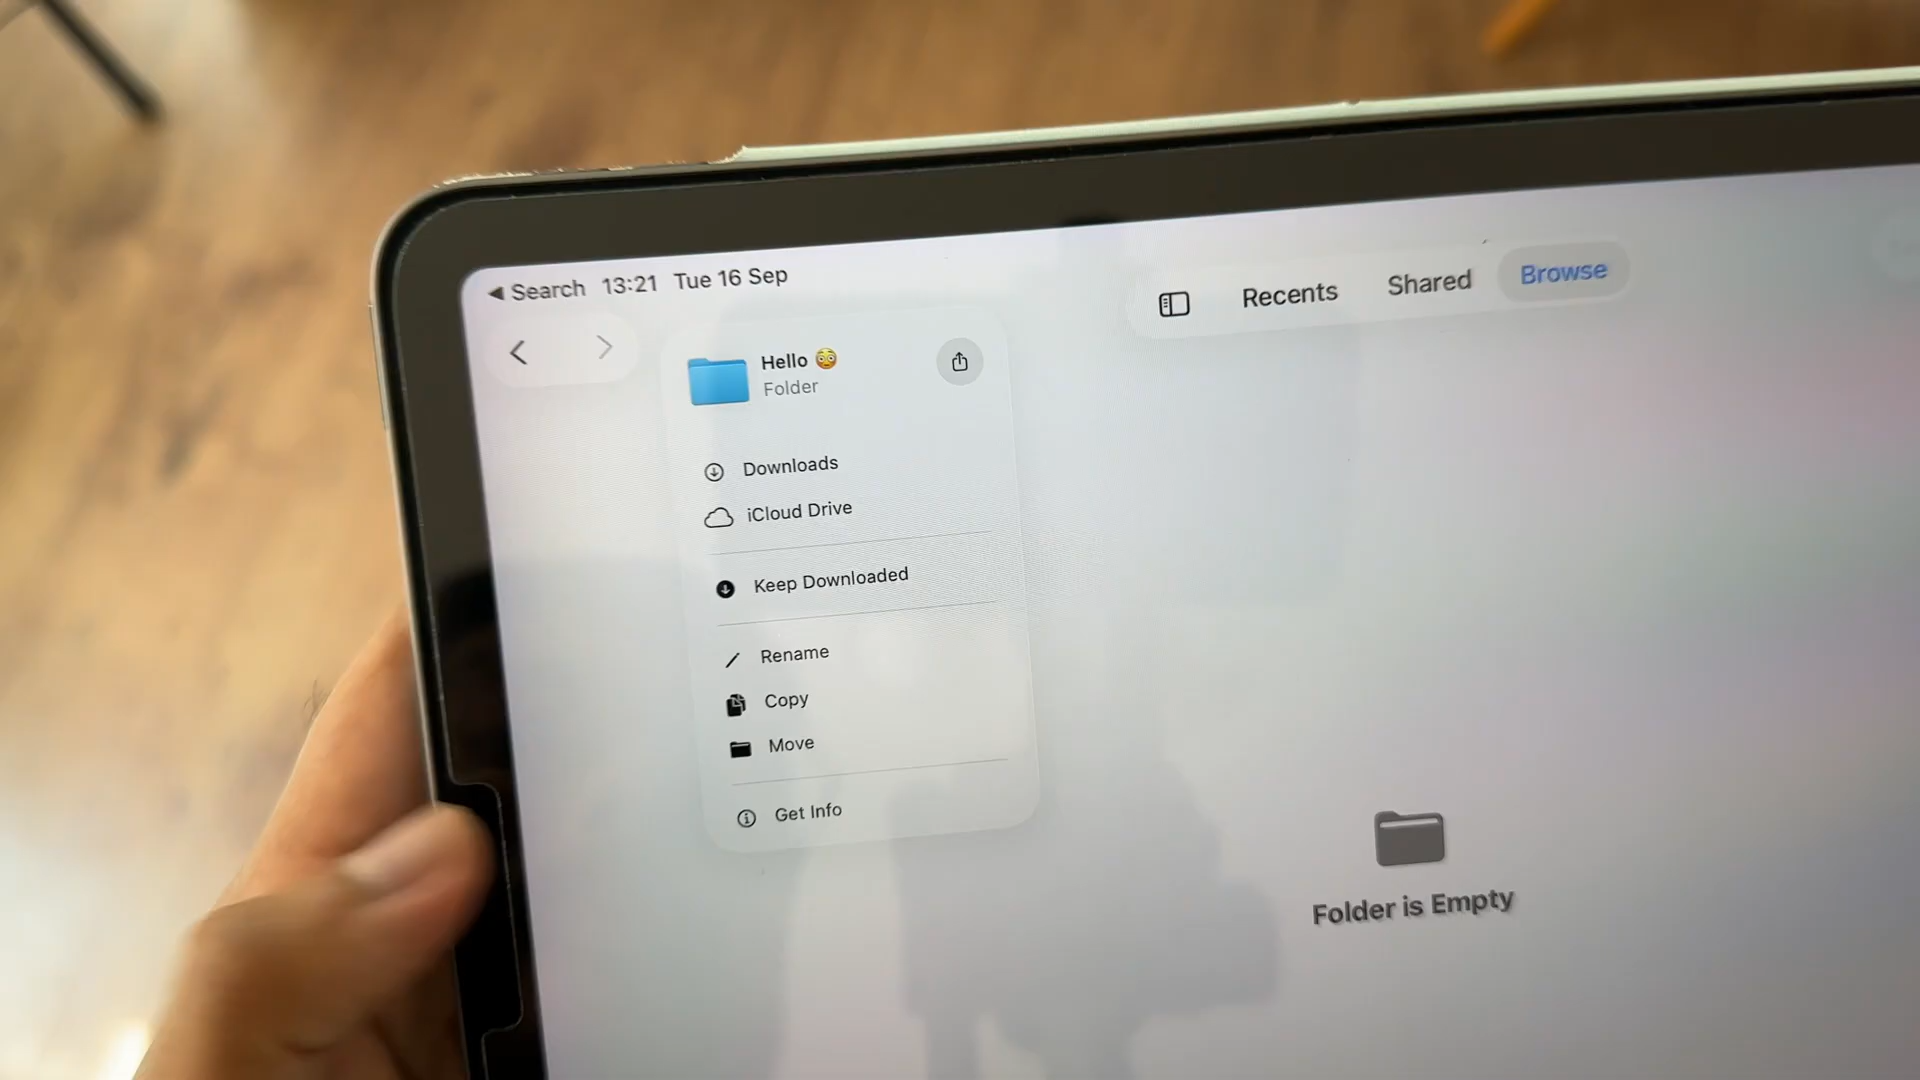 ◀ Search 13:21 Tue 16 Sep
Recents Shared Browse
Hello 😳
Folder
Downloads
iCloud Drive
Keep Downloaded
Rename
Copy
Move
Get Info
Folder is Empty